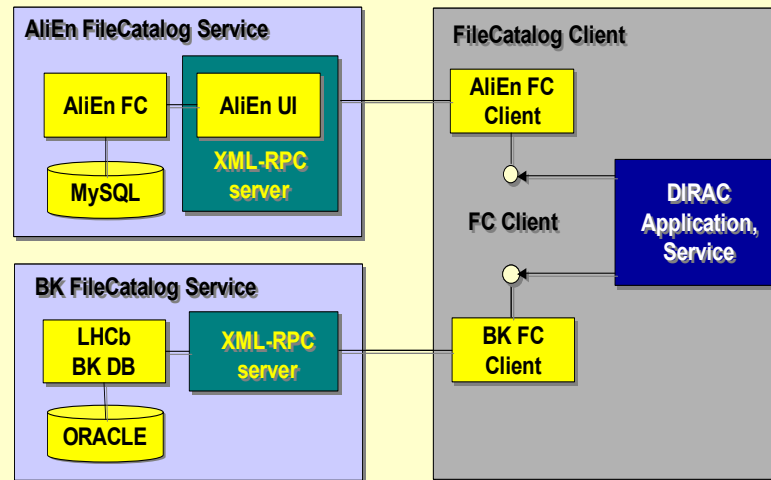 AliEn FileCatalog Service
AliEn FC
AliEn UI
XML-RPC
server
MySQL
BK FileCatalog Service
LHCb
BK DB
XML-RPC
server
ORACLE
FileCatalog Client
AliEn FC
Client
FC Client
DIRAC
Application,
Service
BK FC
Client